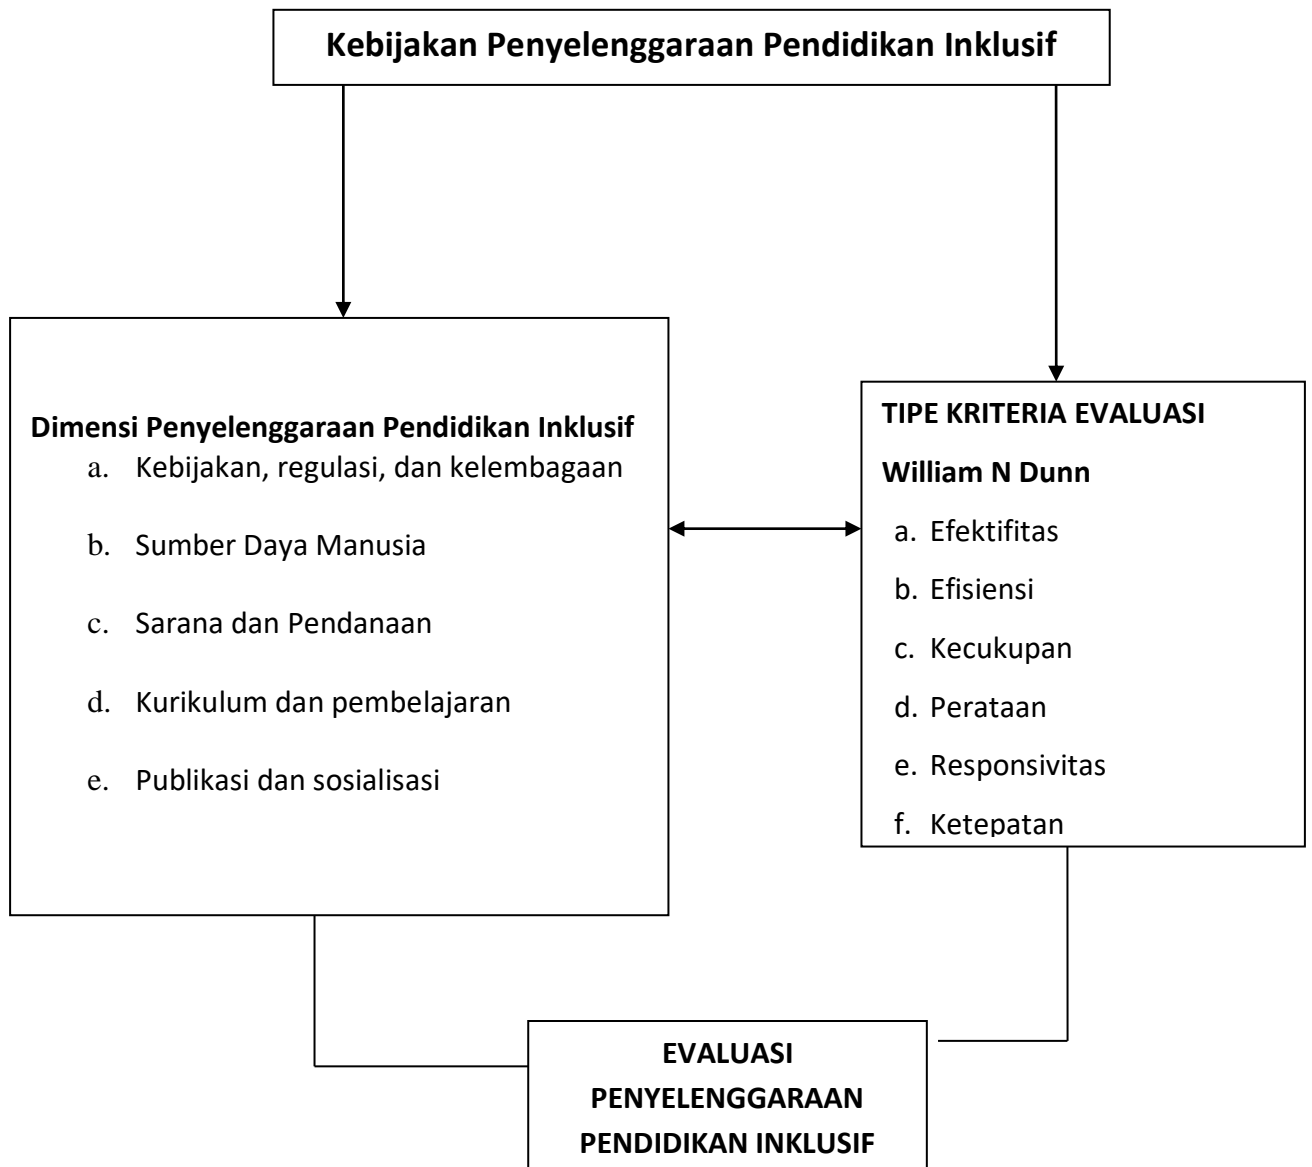 Kebijakan Penyelenggaraan Pendidikan Inklusif
Dimensi Penyelenggaraan Pendidikan Inklusif
a. Kebijakan, regulasi, dan kelembagaan
b. Sumber Daya Manusia
c. Sarana dan Pendanaan
d. Kurikulum dan pembelajaran
e. Publikasi dan sosialisasi
TIPE KRITERIA EVALUASI
William N Dunn
a. Efektifitas
b. Efisiensi
c. Kecukupan
d. Perataan
e. Responsivitas
f. Ketepatan
EVALUASI
PENYELENGGARAAN
PENDIDIKAN INKLUSIF